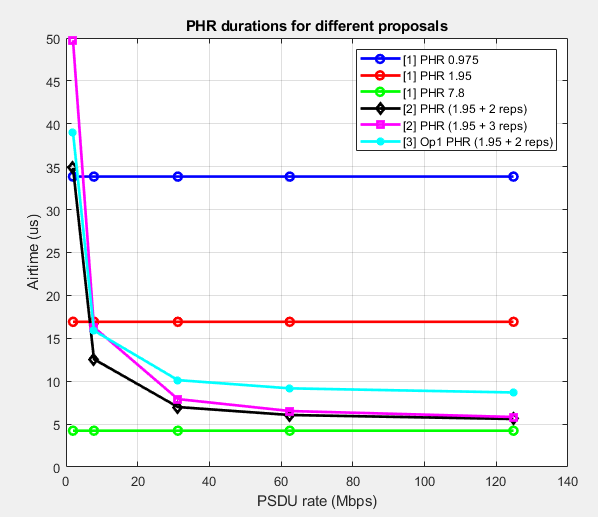 PHR durations for different proposals
[1] PHR 0.975
[1] PHR 1.95
[1] PHR 7.8
[2] PHR (1.95 + 2 reps)
[2] PHR (1.95 + 3 reps)
[3] Op1 PHR (1.95 + 2 reps)
Airtime (us)
50
45
40
35
30
25
20
15
10
5
0
0 20 40 60 80 100 120 140
PSDU rate (Mbps)